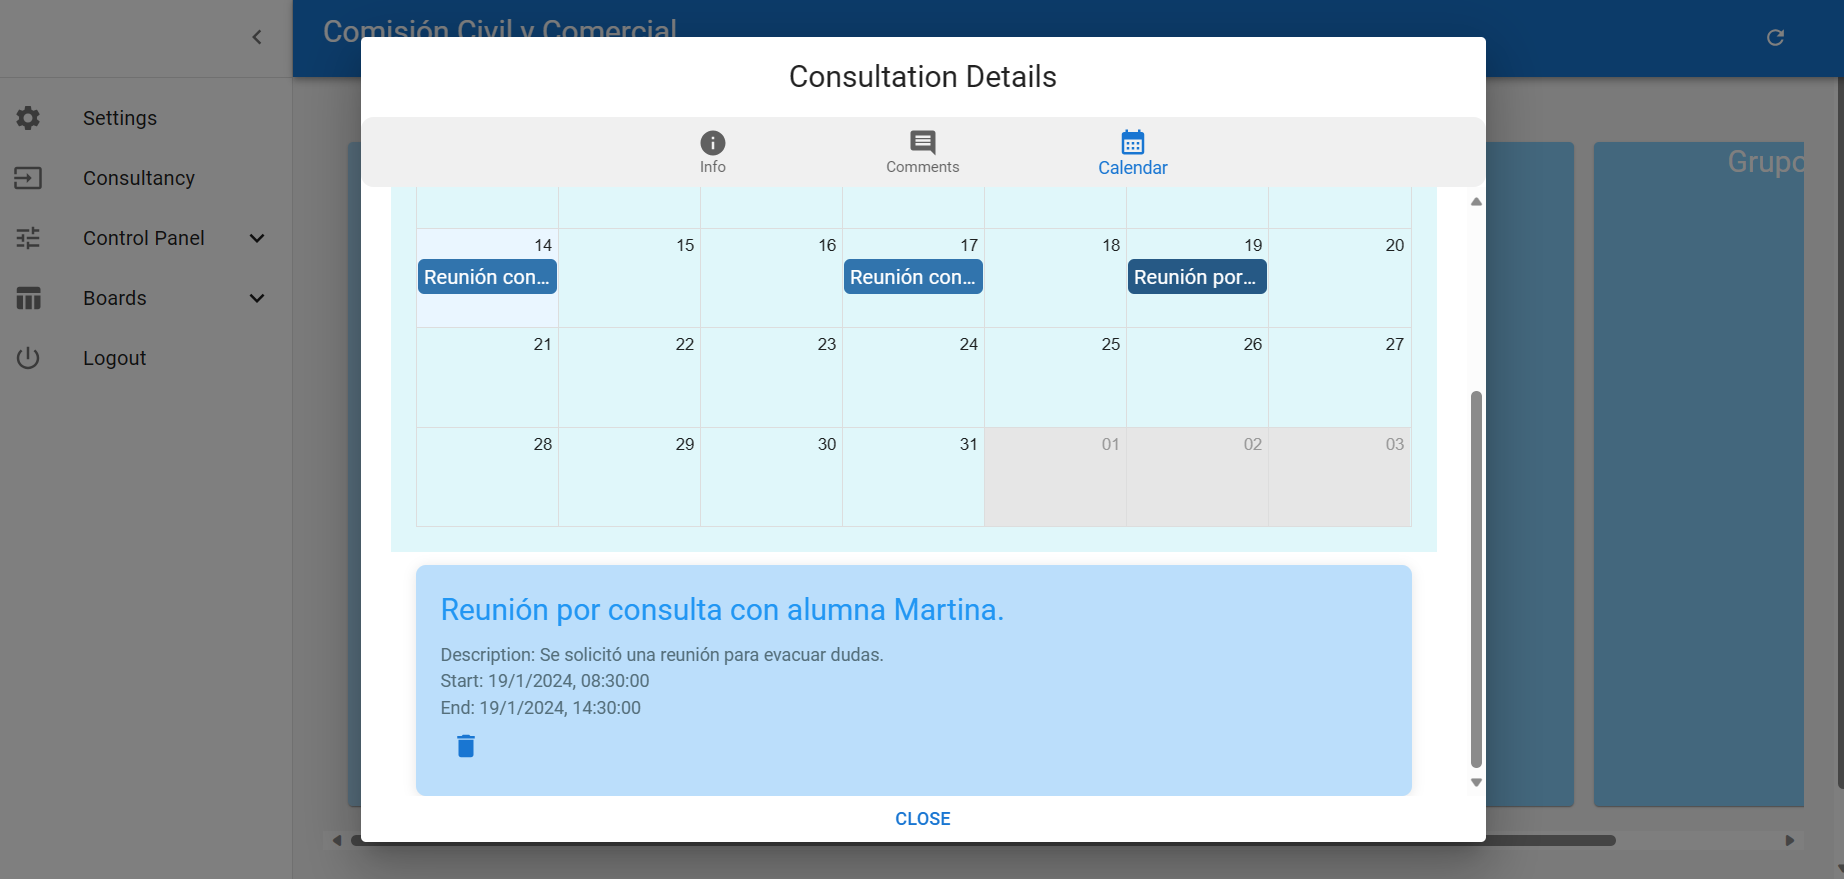 Comisión Civil y Comercial
Settings
Consultancy
Control Panel
Boards
Logout
Consultation Details
Info
Comments
Calendar
14
15
16
17
18
19
20
Reunión con...
Reunión con...
Reunión por...
21
22
23
24
25
26
27
28
29
30
31
01
02
03
Reunión por consulta con alumna Martina.
Description: Se solicitó una reunión para evacuar dudas.
Start: 19/1/2024, 08:30:00
End: 19/1/2024, 14:30:00
CLOSE
Grupo